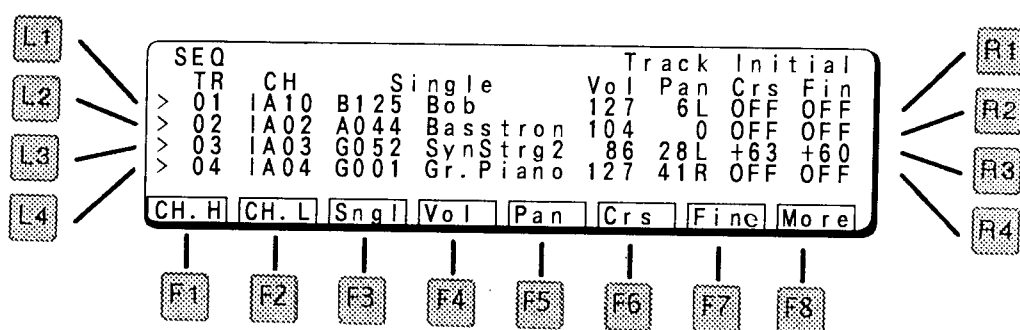 L1
L2
L3
L4
SEQ Track Initial
TR CH Single Vol Pan Crs Fin
> 01 IA10 B125 Bob 127 6L OFF OFF
> 02 IA02 A044 Basstron 104 0 OFF OFF
> 03 IA03 G052 SynStrg2 86 28L +63 +60
> 04 IA04 G001 Gr.Piano 127 41R OFF OFF
CH.H CH.L Sngl Vol Pan Crs Fine More
R1
R2
R3
R4
F1 F2 F3 F4 F5 F6 F7 F8